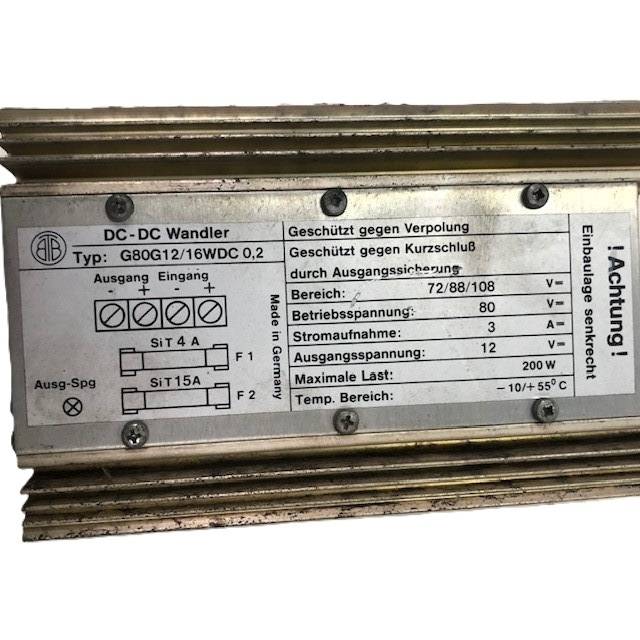 DC-DC Wandler
Typ: G80G12/16WDC 0,2
Ausgang Eingang
- + - +
SiT 4 A
F 1
SiT15A
F 2
Ausg-Spg
Made in Germany
Geschützt gegen Verpolung
Geschützt gegen Kurzschluß
durch Ausgangssicherung
Bereich: 72/88/108 V=
Betriebsspannung: 80 V=
Stromaufnahme: 3 A=
Ausgangsspannung: 12 V=
Maximale Last: 200 W
Temp. Bereich: -10/+55° C
! Achtung !
Einbaulage senkrecht